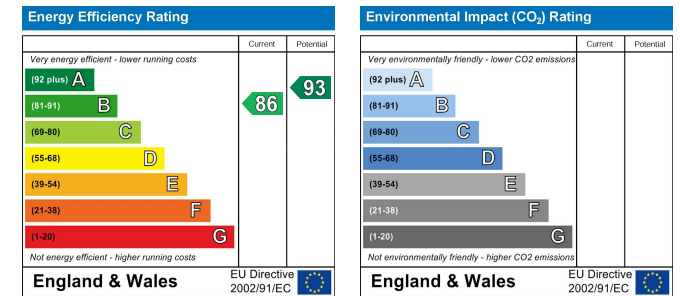 Energy Efficiency Rating
Current Potential
Very energy efficient - lower running costs
(92 plus) A
(81-91) B
(69-80) C
(55-68) D
(39-54) E
(21-38) F
(1-20) G
86
93
Not energy efficient - higher running costs
England & Wales
EU Directive
2002/91/EC
Environmental Impact (CO₂) Rating
Current Potential
Very environmentally friendly - lower CO2 emissions
(92 plus) A
(81-91) B
(69-80) C
(55-68) D
(39-54) E
(21-38) F
(1-20) G
Not environmentally friendly - higher CO2 emissions
England & Wales
EU Directive
2002/91/EC